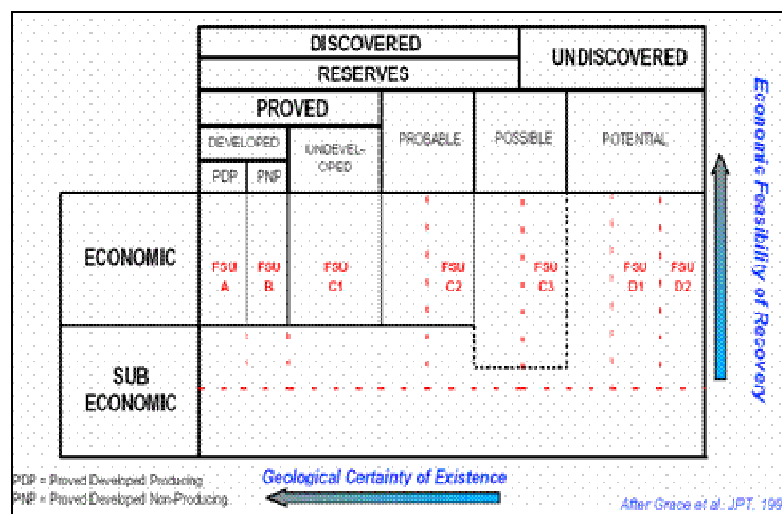 DISCOVERED
UNDISCOVERED
RESERVES
PROVED
PROBABLE
POSSIBLE
POTENTIAL
DEVELOPED
UNDEVEL-
OPED
PDP
PNP
ECONOMIC
FSU
A
FSU
B
FSU
C1
FSU
C2
FSU
C3
FSU
D1
FSU
D2
SUB
ECONOMIC
Economic Feasibility of Recovery
PDP = Proved Developed Producing
PNP = Proved Developed Non-Producing
Geological Certainty of Existence
After Grace et al.: JPT,